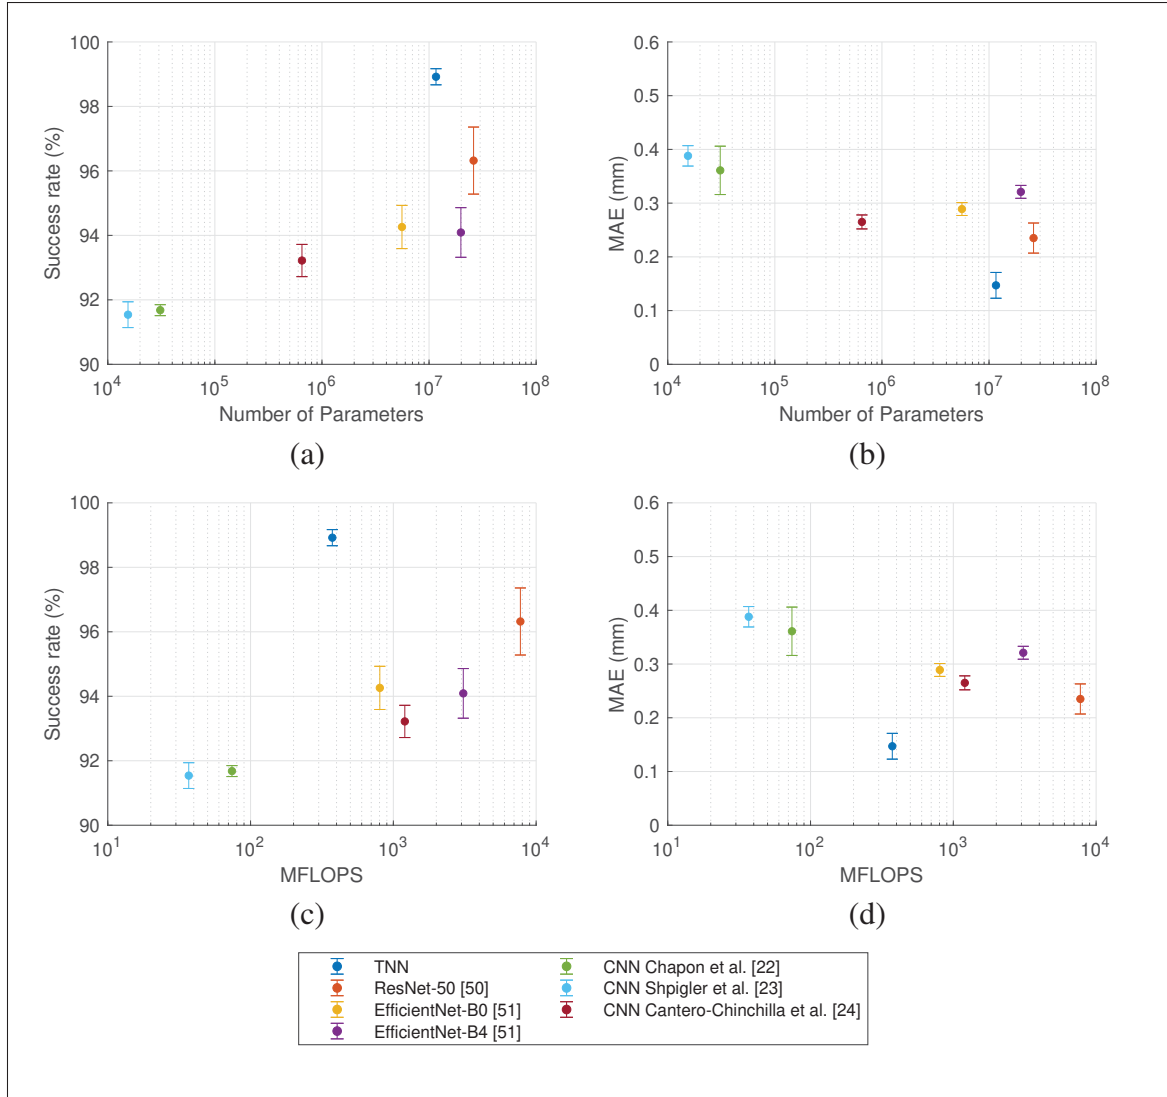 100
98
96
94
92
90
Success rate (%)
10^4 10^5 10^6 10^7 10^8
Number of Parameters
(a)
0.6
0.5
0.4
0.3
0.2
0.1
0
MAE (mm)
10^4 10^5 10^6 10^7 10^8
Number of Parameters
(b)
100
98
96
94
92
90
Success rate (%)
10^1 10^2 10^3 10^4
MFLOPS
(c)
0.6
0.5
0.4
0.3
0.2
0.1
0
MAE (mm)
10^1 10^2 10^3 10^4
MFLOPS
(d)
TNN
ResNet-50 [50]
EfficientNet-B0 [51]
EfficientNet-B4 [51]
CNN Chapon et al. [22]
CNN Shpigler et al. [23]
CNN Cantero-Chinchilla et al. [24]